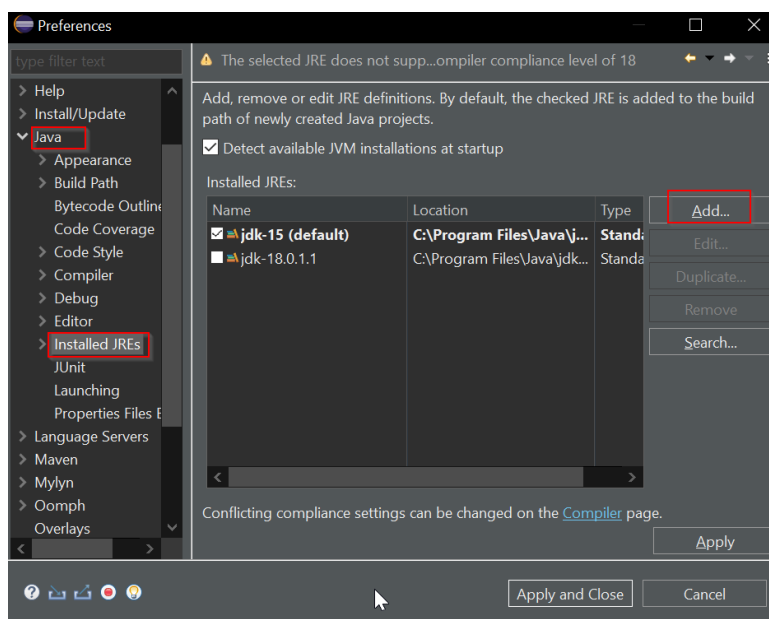 Preferences
type filter text
The selected JRE does not supp...ompiler compliance level of 18
Help
Install/Update
Java
Appearance
Build Path
Bytecode Outline
Code Coverage
Code Style
Compiler
Debug
Editor
Installed JREs
JUnit
Launching
Properties Files E
Language Servers
Maven
Mylyn
Oomph
Overlays
Add, remove or edit JRE definitions. By default, the checked JRE is added to the build
path of newly created Java projects.
Detect available JVM installations at startup
Installed JREs:
Name Location Type
jdk-15 (default) C:\Program Files\Java\j... Standa
jdk-18.0.1.1 C:\Program Files\Java\jdk... Standa
Add...
Edit...
Duplicate...
Remove
Search...
Conflicting compliance settings can be changed on the Compiler page.
Apply
Apply and Close
Cancel